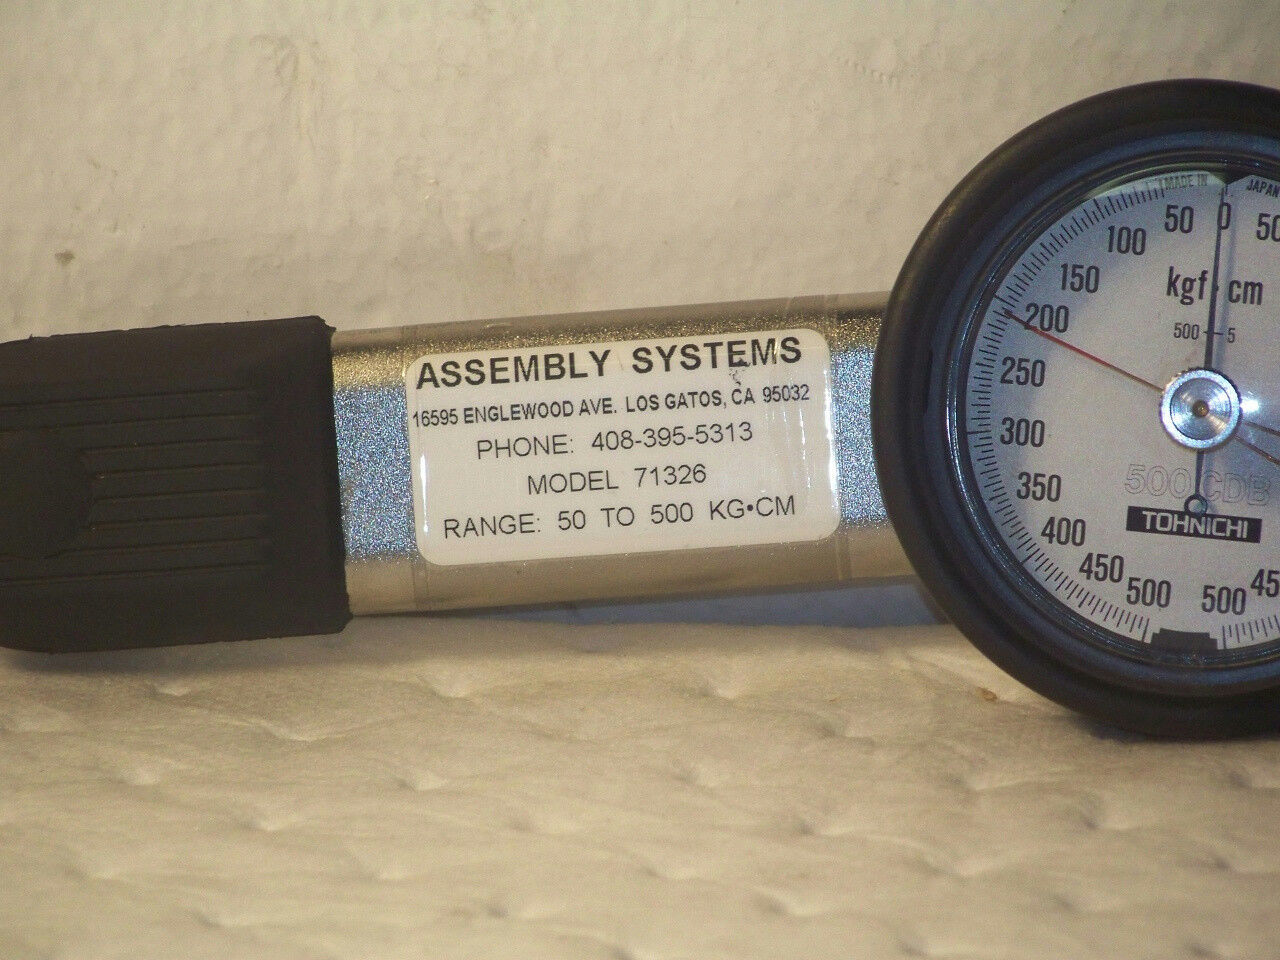 ASSEMBLY SYSTEMS
16595 ENGLEWOOD AVE. LOS GATOS, CA 95032
PHONE: 408-395-5313
MODEL 71326
RANGE: 50 TO 500 KG•CM
MADE IN JAPAN
50 0
100
150
200
250
300
350
400
450
500 500
kgf·cm
500 5
500 CDB
TOHNICHI